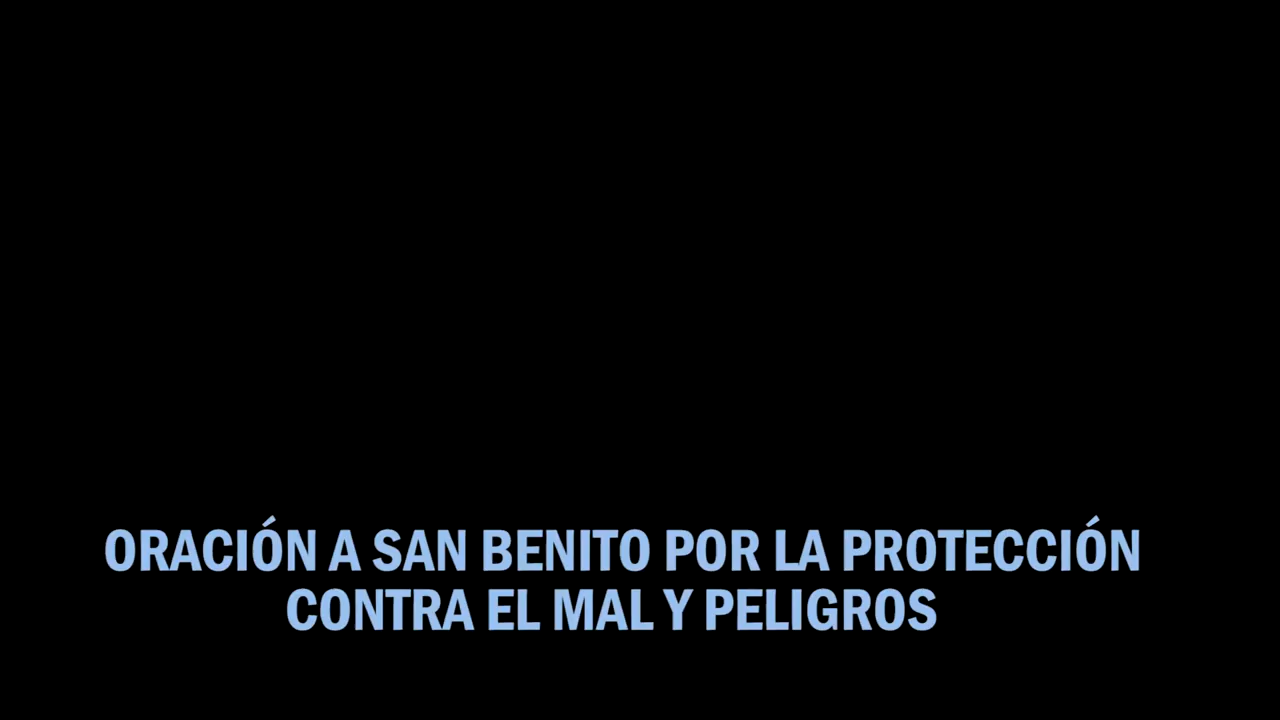 ORACIÓN A SAN BENITO POR LA PROTECCIÓN
CONTRA EL MAL Y PELIGROS